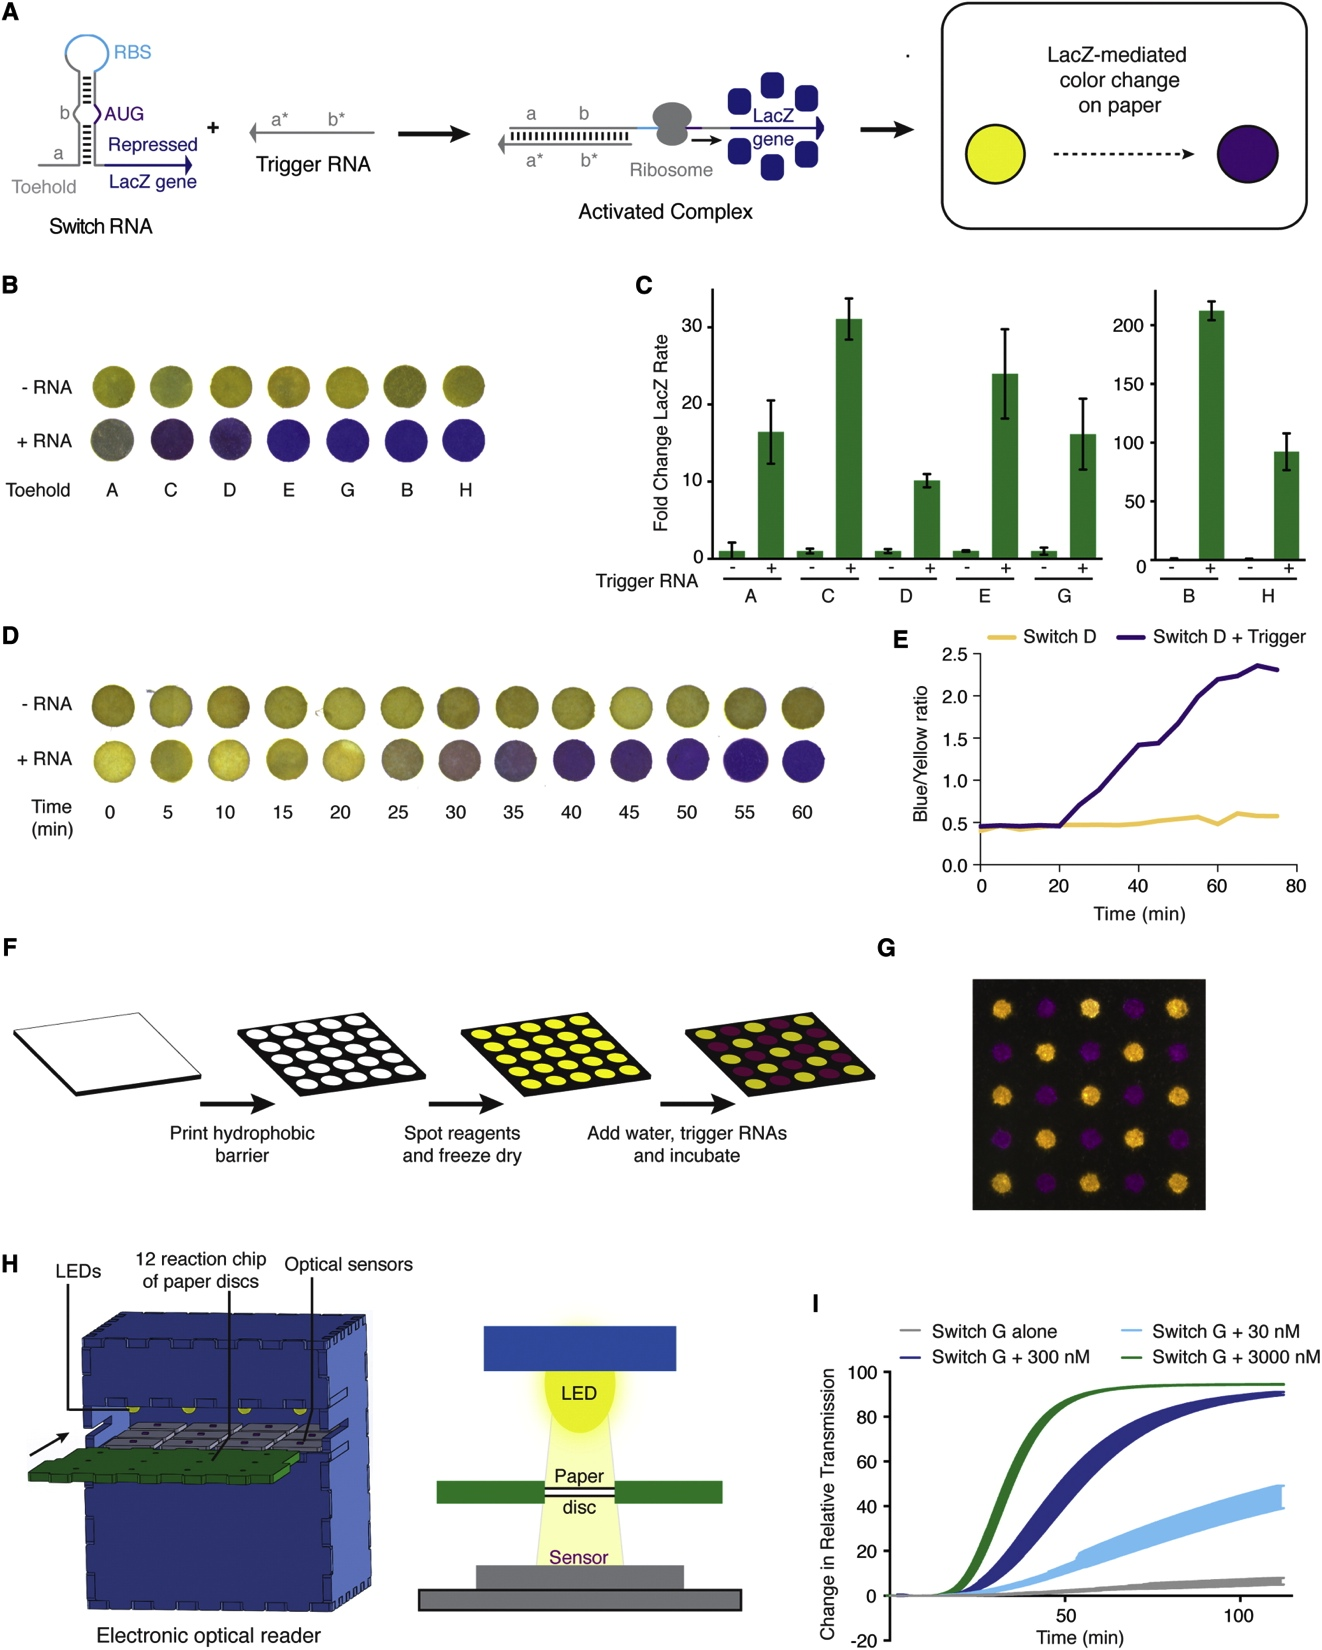 A
RBS
b
AUG
a
Repressed
LacZ gene
Toehold
Switch RNA
+
a* b*
Trigger RNA
a b
a* b*
LacZ
gene
Ribosome
Activated Complex
LacZ-mediated
color change
on paper
B
- RNA
+ RNA
Toehold A C D E G B H
C
Fold Change LacZ Rate
30
20
10
0
- + - + - + - + - +
Trigger RNA
A C D E G
200
150
100
50
0
- + - +
B H
D
- RNA
+ RNA
Time
(min)
0 5 10 15 20 25 30 35 40 45 50 55 60
E
Switch D Switch D + Trigger
Blue/Yellow ratio
2.5
2.0
1.5
1.0
0.5
0.0
0 20 40 60 80
Time (min)
F
Print hydrophobic
barrier
Spot reagents
and freeze dry
Add water, trigger RNAs
and incubate
G
H
LEDs
12 reaction chip
of paper discs
Optical sensors
Electronic optical reader
LED
Paper
disc
Sensor
I
Switch G alone Switch G + 30 nM
Switch G + 300 nM Switch G + 3000 nM
Change in Relative Transmission
100
80
60
40
20
0
-20
50 100
Time (min)